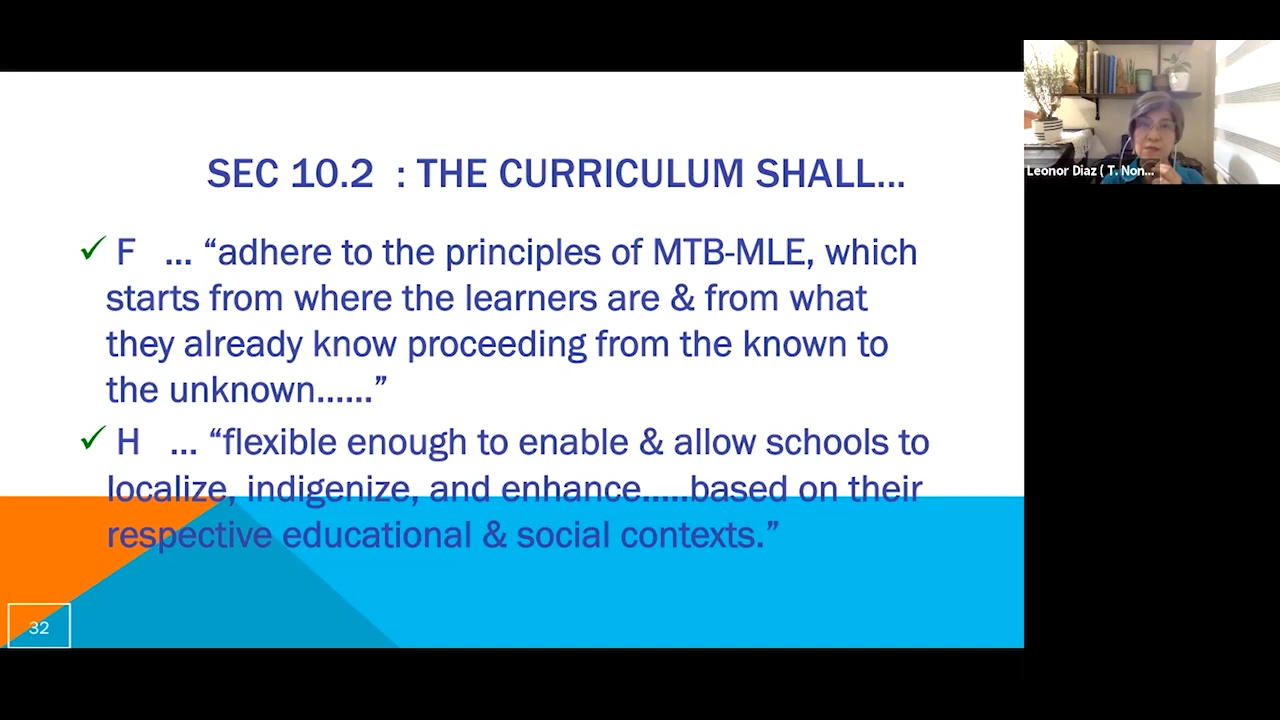 SEC 10.2 : THE CURRICULUM SHALL...
✓ F ... “adhere to the principles of MTB-MLE, which
starts from where the learners are & from what
they already know proceeding from the known to
the unknown......”
✓ H ... “flexible enough to enable & allow schools to
localize, indigenize, and enhance.....based on their
respective educational & social contexts.”
32
Leonor Diaz ( T. Non...